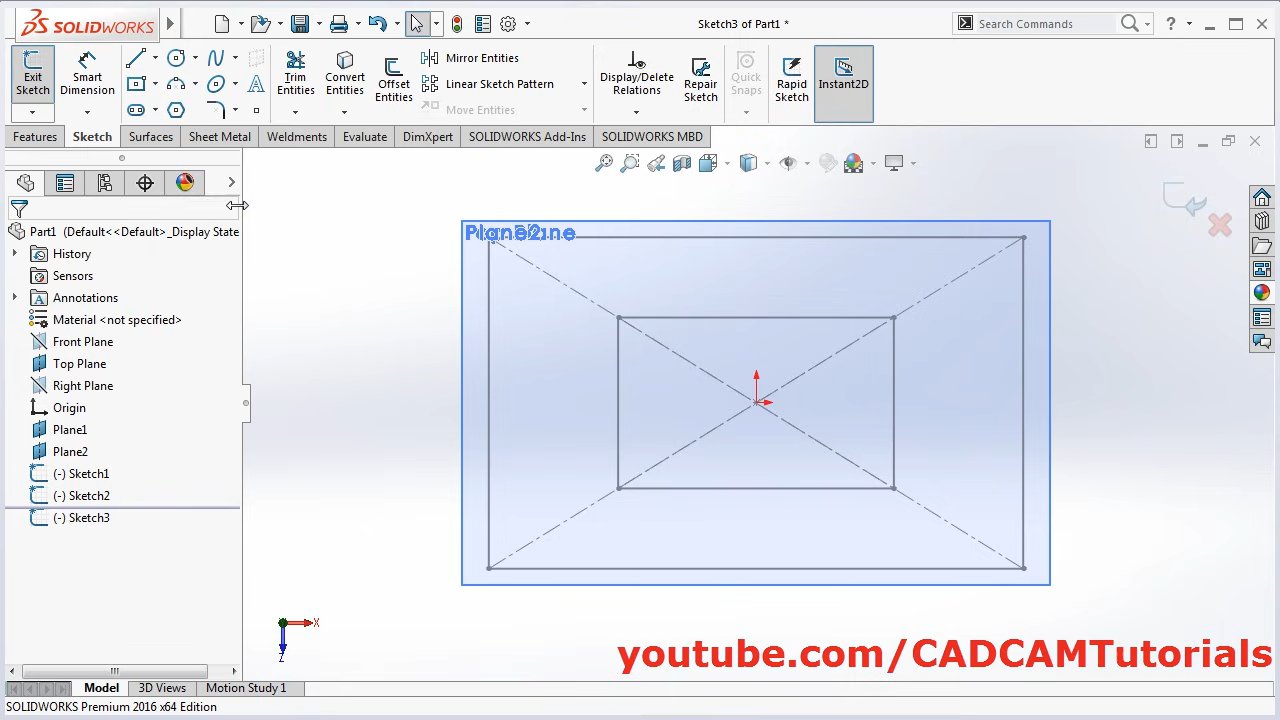 SOLIDWORKS
Sketch3 of Part1 *
Search Commands
Exit Sketch
Smart Dimension
Trim Entities
Convert Entities
Offset Entities
Mirror Entities
Linear Sketch Pattern
Move Entities
Display/Delete Relations
Repair Sketch
Quick Snaps
Rapid Sketch
Instant2D
Features
Sketch
Surfaces
Sheet Metal
Weldments
Evaluate
DimXpert
SOLIDWORKS Add-Ins
SOLIDWORKS MBD
Part1 (Default<<Default>_Display State
History
Sensors
Annotations
Material <not specified>
Front Plane
Top Plane
Right Plane
Origin
Plane1
Plane2
(-) Sketch1
(-) Sketch2
(-) Sketch3
X
Z
youtube.com/CADCAMTutorials
Model
3D Views
Motion Study 1
SOLIDWORKS Premium 2016 x64 Edition